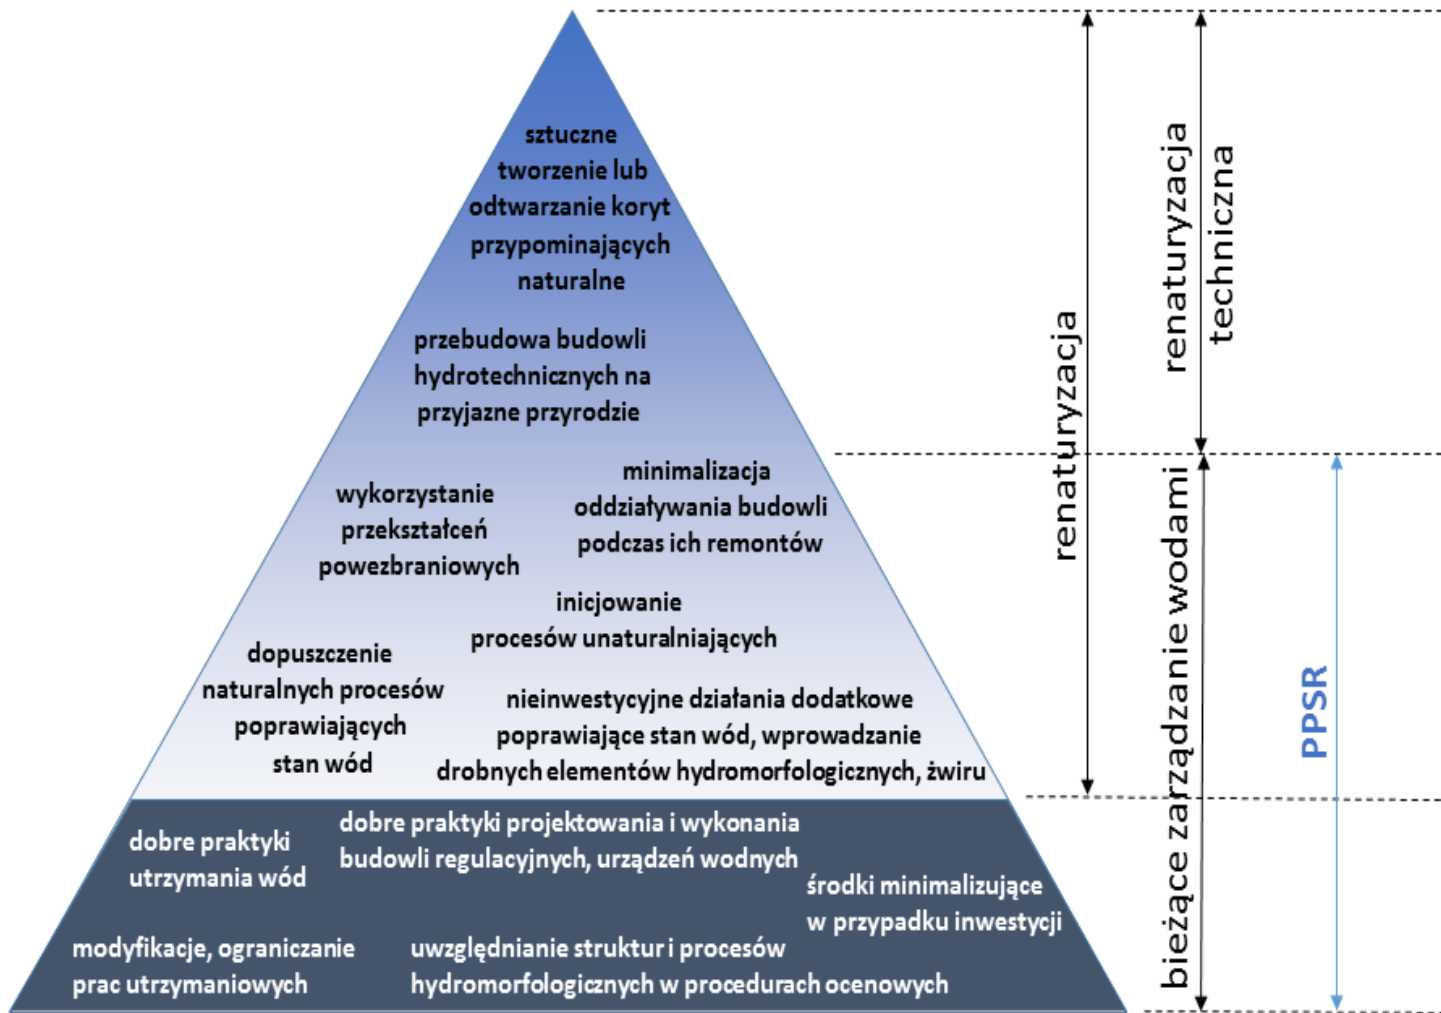 sztuczne
tworzenie lub
odtwarzanie koryt
przypominających
naturalne
przebudowa budowli
hydrotechnicznych na
przyjazne przyrodzie
wykorzystanie
przekształceń
powezbraniowych
minimalizacja
oddziaływania budowli
podczas ich remontów
inicjowanie
procesów unaturalniających
dopuszczenie
naturalnych procesów
poprawiających
stan wód
nieinwestycyjne działania dodatkowe
poprawiające stan wód, wprowadzanie
drobnych elementów hydromorfologicznych, żwiru
dobre praktyki
utrzymania wód
dobre praktyki projektowania i wykonania
budowli regulacyjnych, urządzeń wodnych
środki minimalizujące
w przypadku inwestycji
modyfikacje, ograniczanie
prac utrzymaniowych
uwzględnianie struktur i procesów
hydromorfologicznych w procedurach ocenowych
renaturyzacja
renaturyzacja
techniczna
bieżące zarządzanie wodami
PPSR